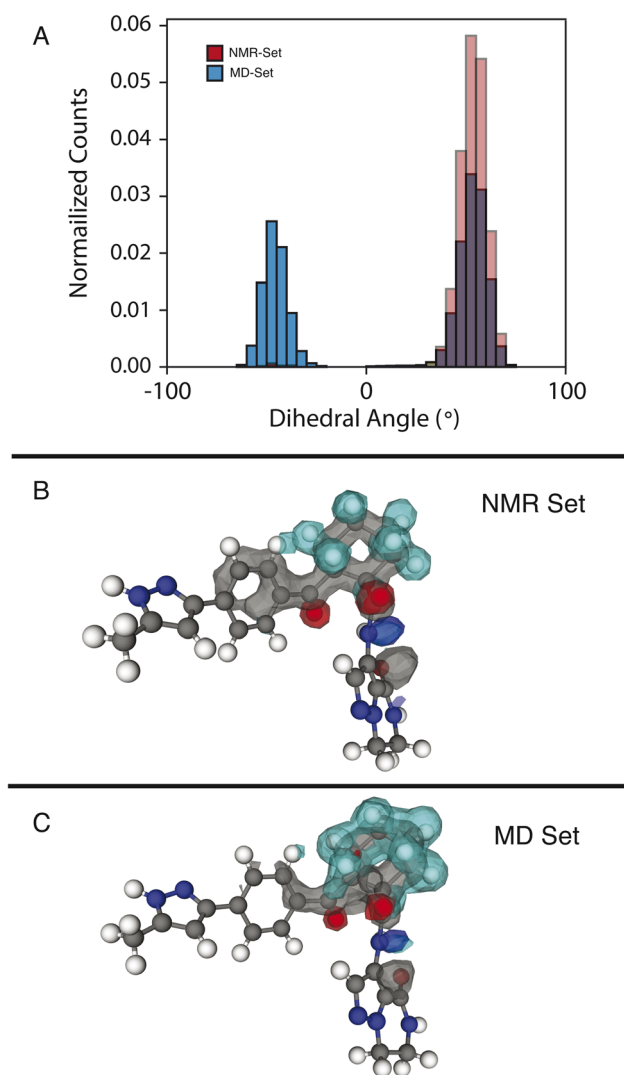 A
0.06
0.05
0.04
0.03
0.02
0.01
0.00
Normailized Counts
NMR-Set
MD-Set
-100
0
100
Dihedral Angle (°)
B
NMR Set
C
MD Set